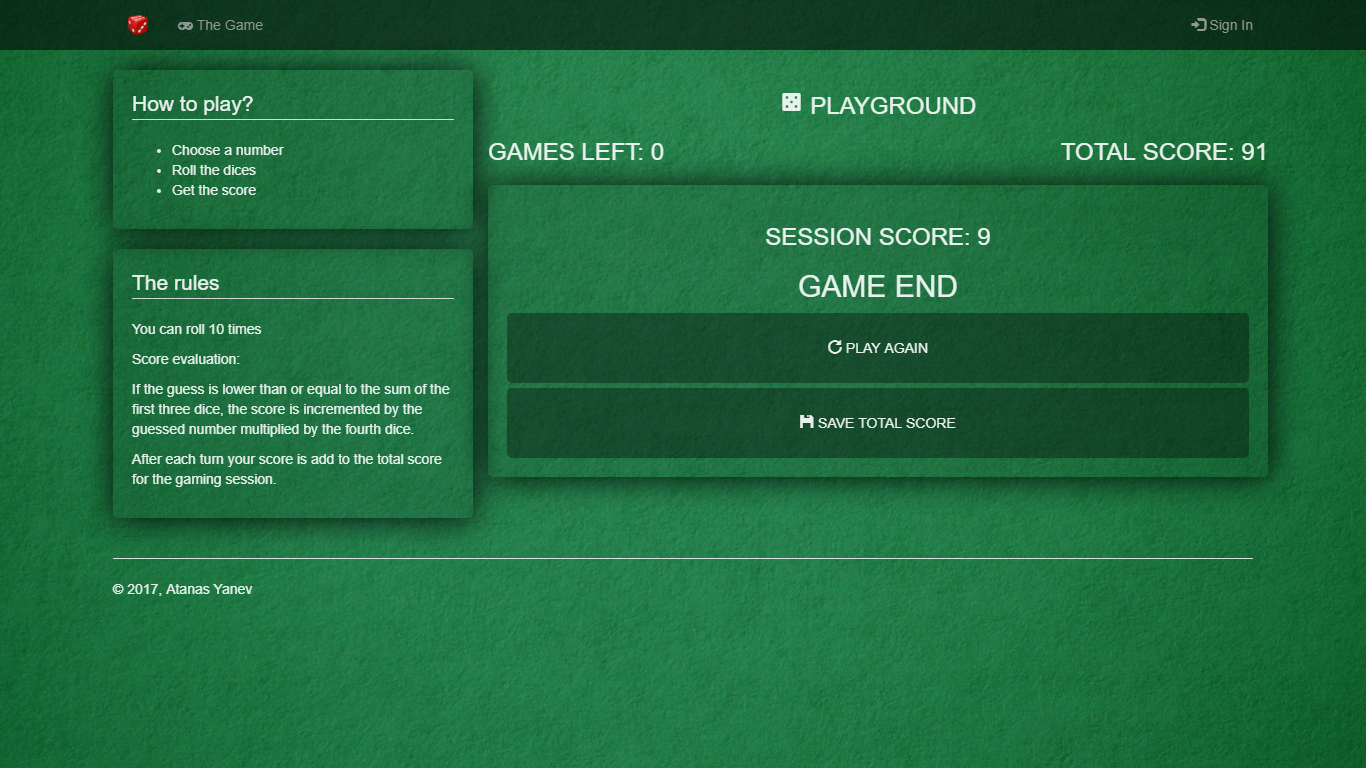 The Game
Sign In
How to play?
Choose a number
Roll the dices
Get the score
The rules
You can roll 10 times
Score evaluation:
If the guess is lower than or equal to the sum of the
first three dice, the score is incremented by the
guessed number multiplied by the fourth dice.
After each turn your score is add to the total score
for the gaming session.
PLAYGROUND
GAMES LEFT: 0
TOTAL SCORE: 91
SESSION SCORE: 9
GAME END
PLAY AGAIN
SAVE TOTAL SCORE
© 2017, Atanas Yanev